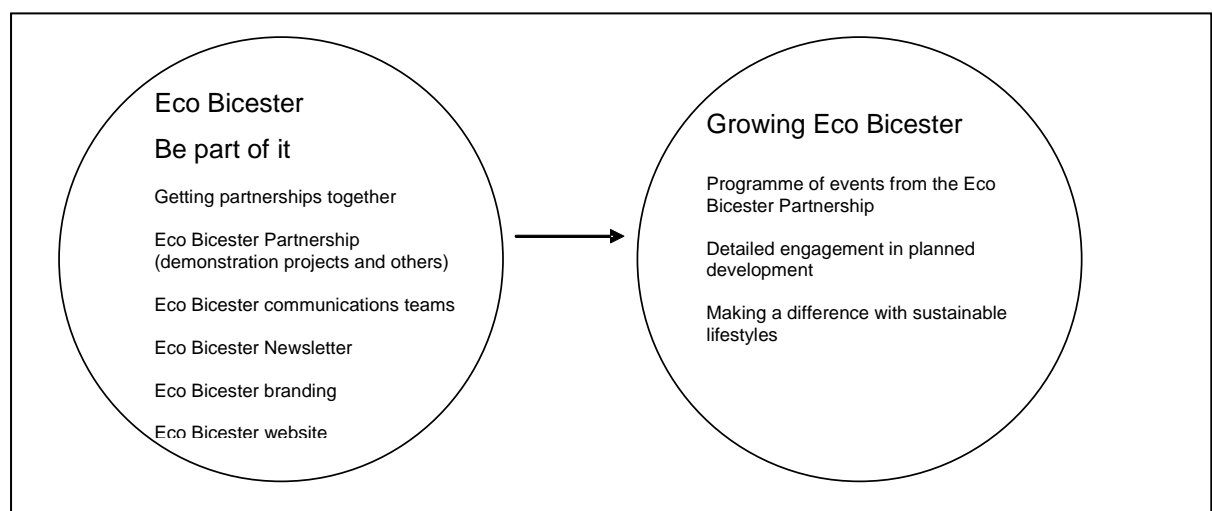 Eco Bicester
Be part of it
Getting partnerships together
Eco Bicester Partnership
(demonstration projects and others)
Eco Bicester communications teams
Eco Bicester Newsletter
Eco Bicester branding
Eco Bicester website
Growing Eco Bicester
Programme of events from the Eco
Bicester Partnership
Detailed engagement in planned
development
Making a difference with sustainable
lifestyles